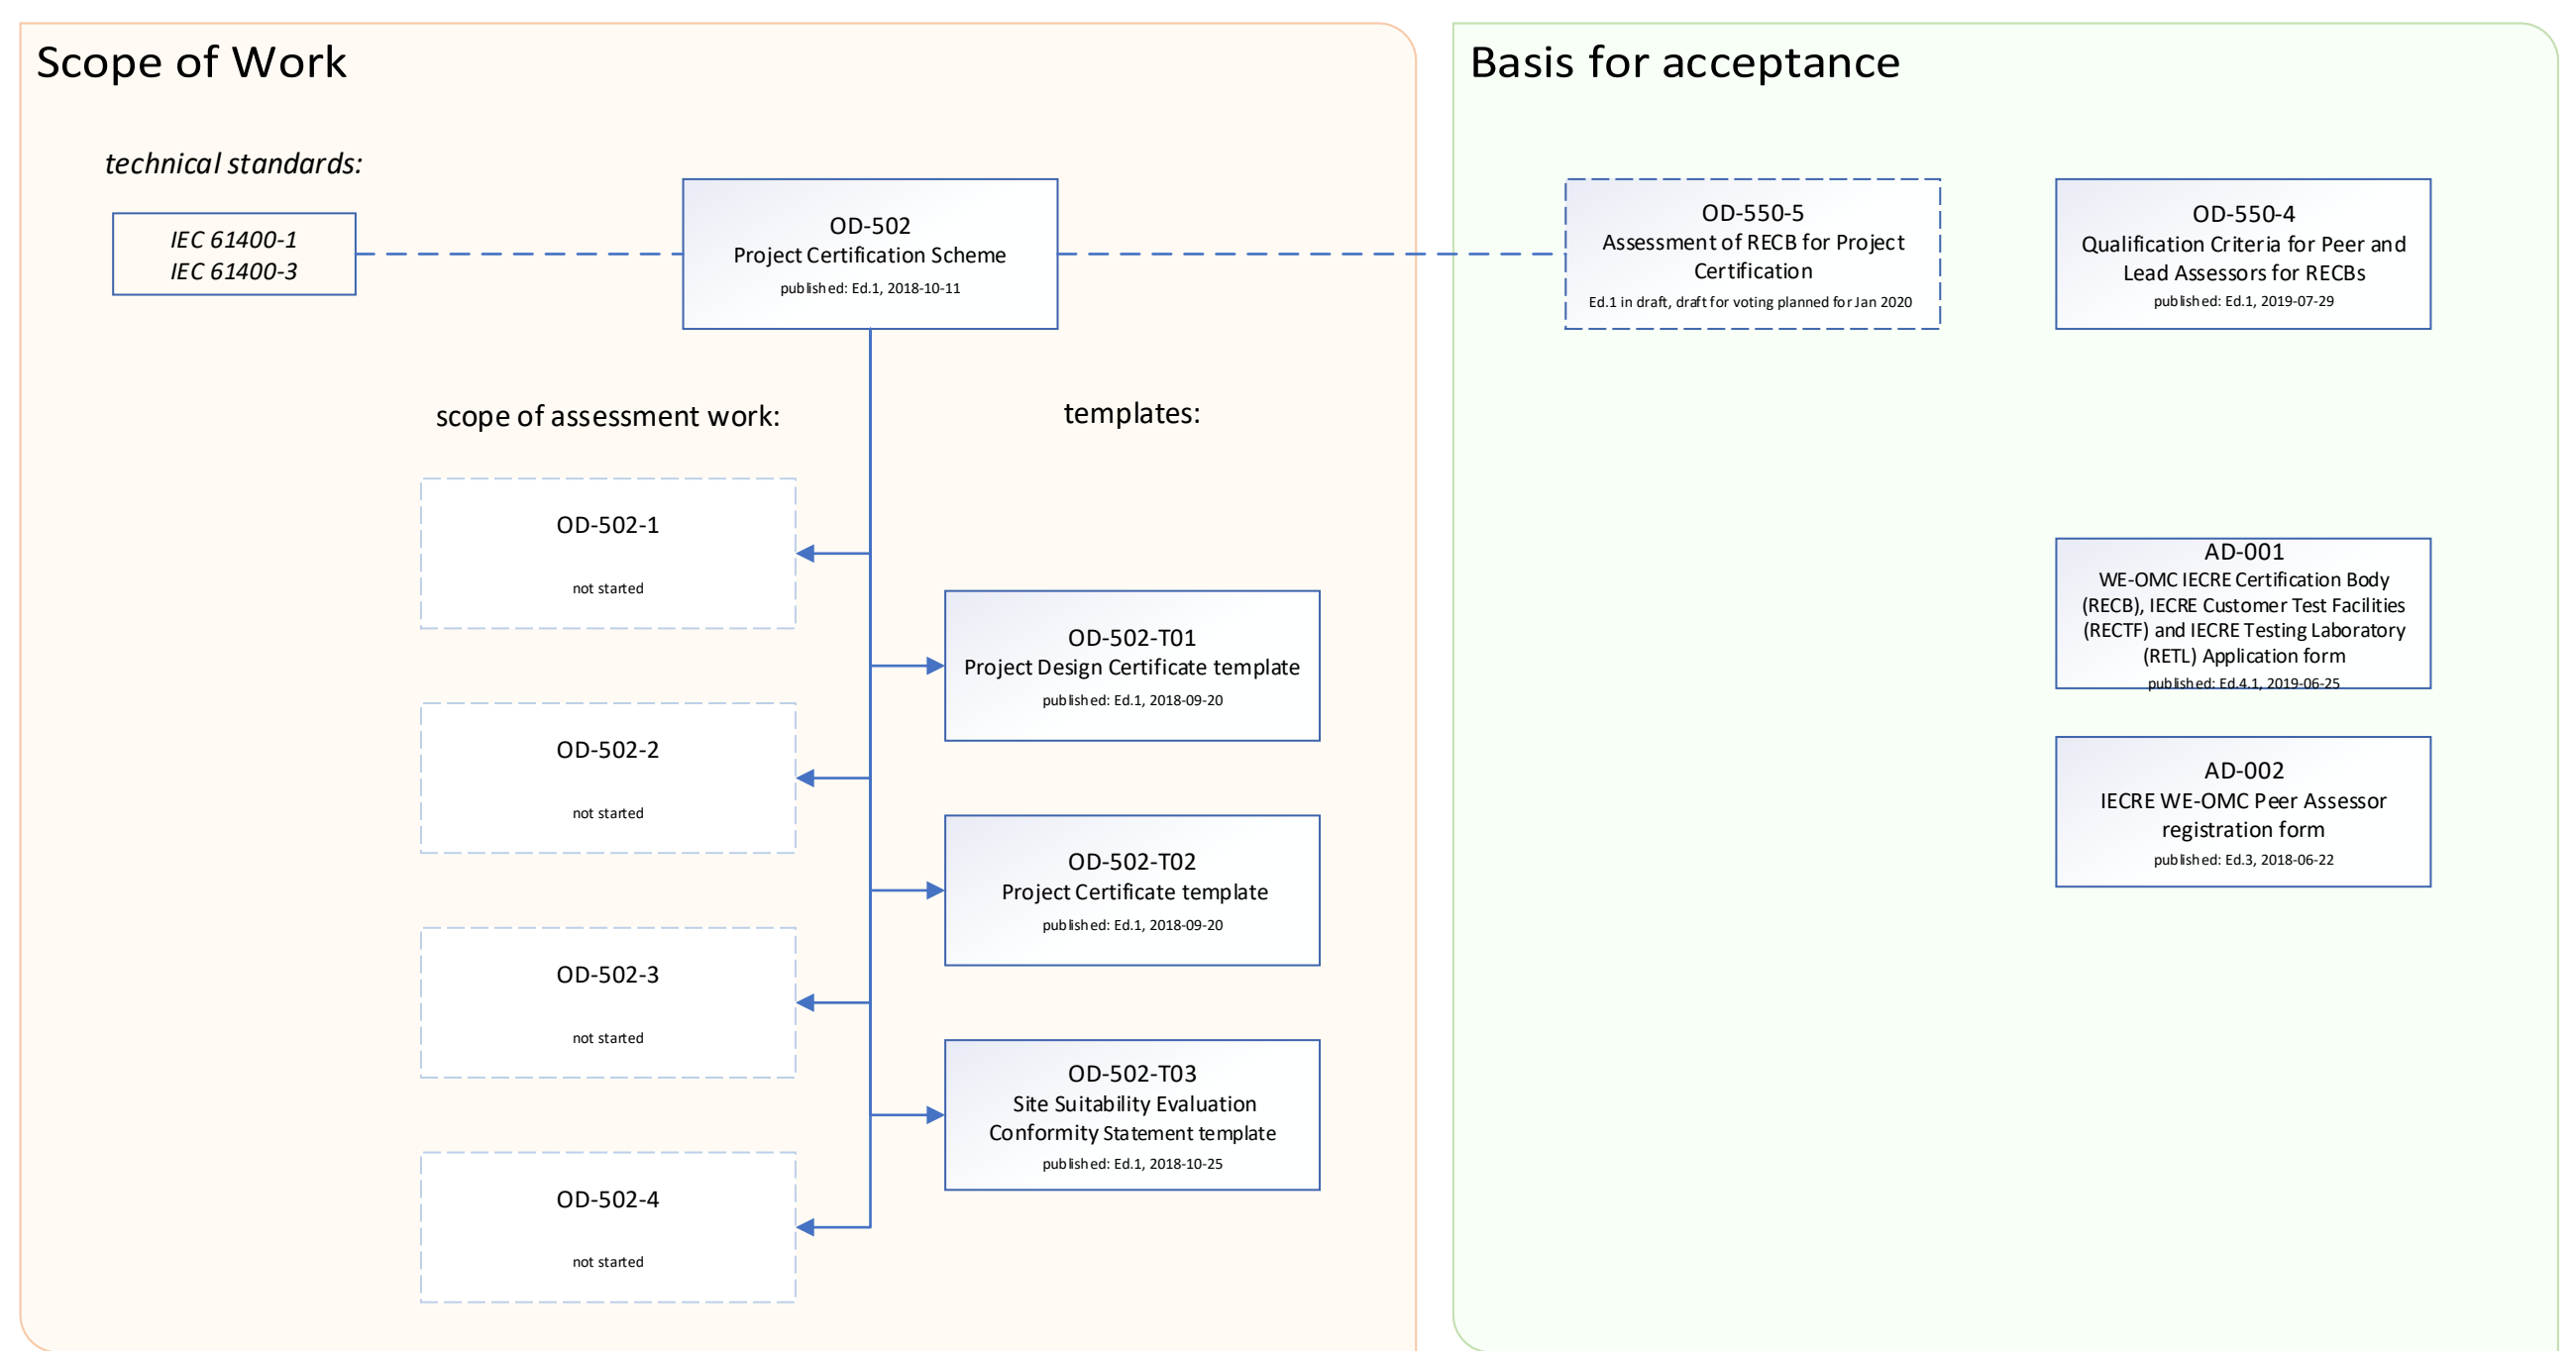 Scope of Work
technical standards:
IEC 61400-1
IEC 61400-3
OD-502
Project Certification Scheme
published: Ed.1, 2018-10-11
scope of assessment work:
templates:
OD-502-1
not started
OD-502-T01
Project Design Certificate template
published: Ed.1, 2018-09-20
OD-502-2
not started
OD-502-T02
Project Certificate template
published: Ed.1, 2018-09-20
OD-502-3
not started
OD-502-T03
Site Suitability Evaluation
Conformity Statement template
published: Ed.1, 2018-10-25
OD-502-4
not started
Basis for acceptance
OD-550-5
Assessment of RECB for Project
Certification
Ed.1 in draft, draft for voting planned for Jan 2020
OD-550-4
Qualification Criteria for Peer and
Lead Assessors for RECBs
published: Ed.1, 2019-07-29
AD-001
WE-OMC IECRE Certification Body
(RECB), IECRE Customer Test Facilities
(RECTF) and IECRE Testing Laboratory
(RETL) Application form
published: Ed.4.1, 2019-06-25
AD-002
IECRE WE-OMC Peer Assessor
registration form
published: Ed.3, 2018-06-22